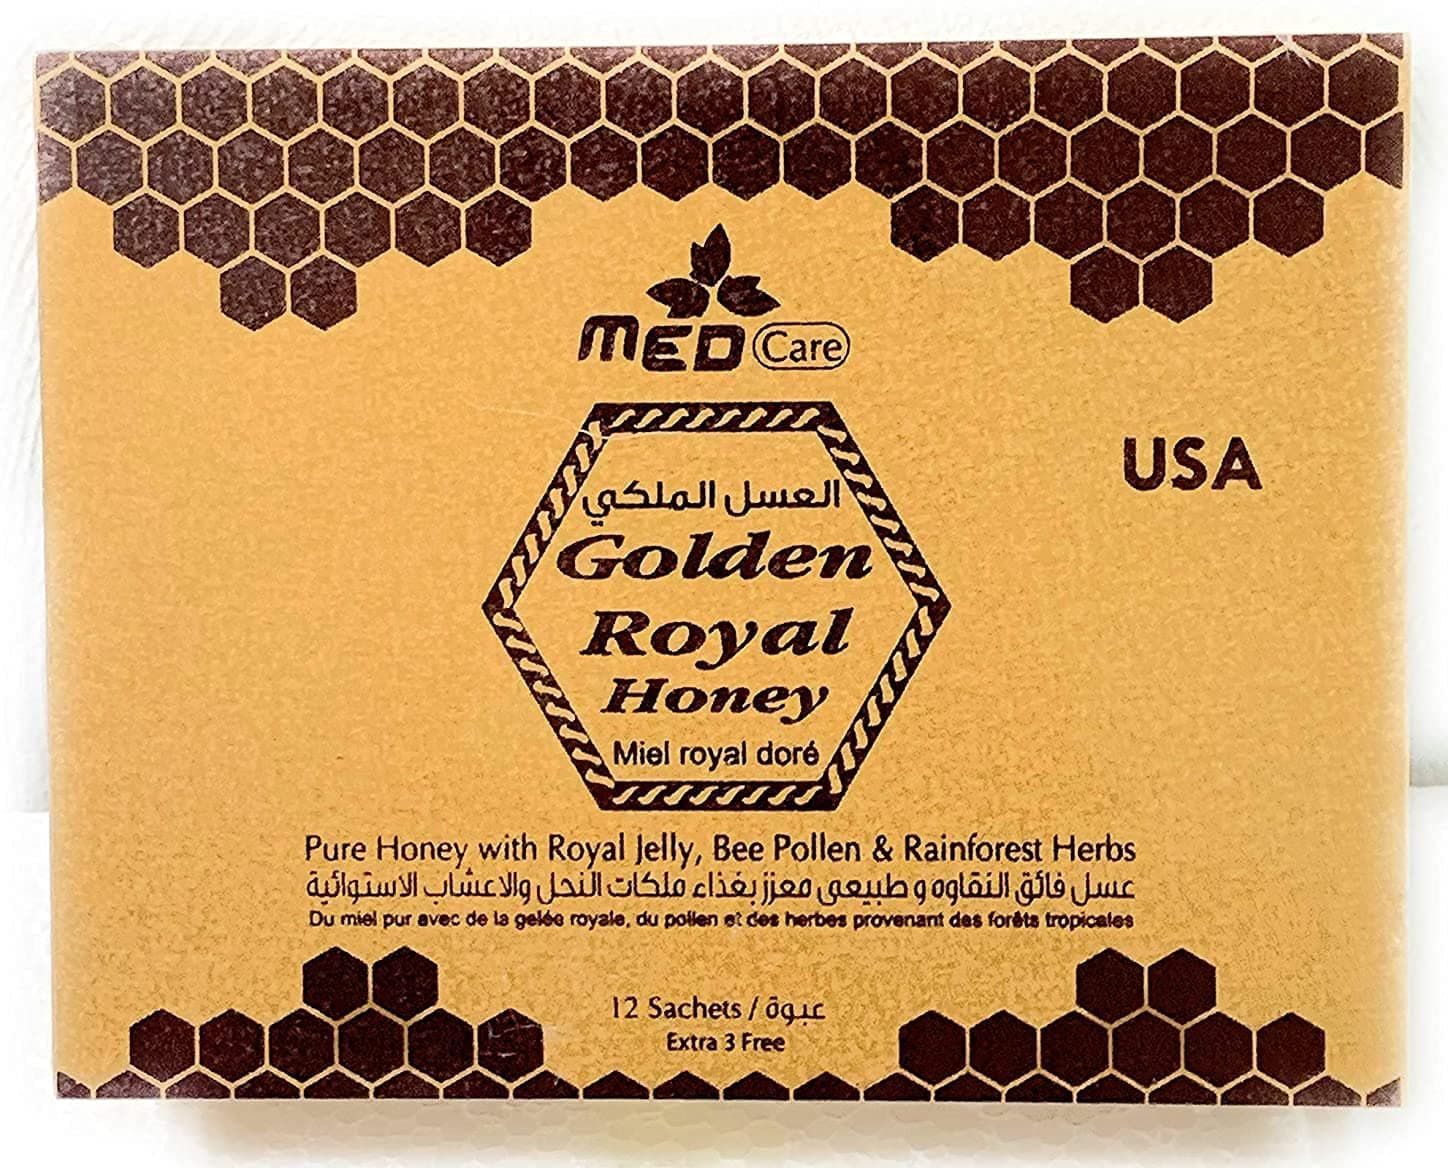 MED Care
USA
العسل الملكي
Golden
Royal
Honey
Miel royal doré
Pure Honey with Royal Jelly, Bee Pollen & Rainforest Herbs
عسل فائق النقاوه و طبيعى معزز بغذاء ملكات النحل والاعشاب الاستوائية
Du miel pur avec de la gelée royale, du pollen et des herbes provenant des forêts tropicales
12 Sachets / عبوة
Extra 3 Free